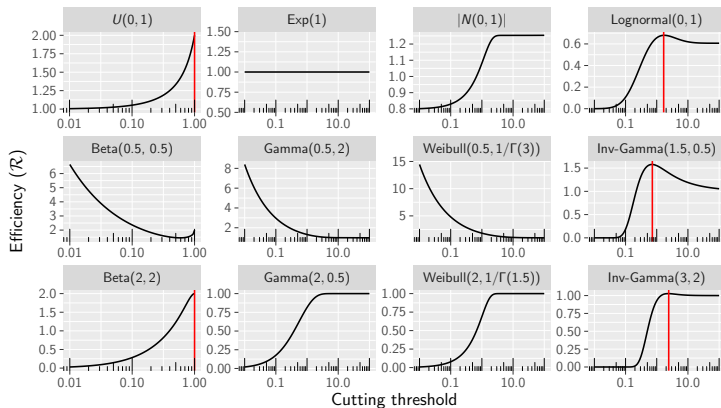 U(0, 1) Exp(1) |N(0, 1)| Lognormal(0, 1)
2.00 1.75 1.50 1.25 1.00
1.50 1.25 1.00 0.75 0.50
1.2 1.1 1.0 0.9 0.8
0.6 0.4 0.2 0.0
0.01 0.10 1.00 0.1 10.0 0.1 10.0 0.1 10.0
Beta(0.5, 0.5) Gamma(0.5, 2) Weibull(0.5, 1/Γ(3)) Inv-Gamma(1.5, 0.5)
6 5 4 3 2
8 6 4 2
15 10 5
1.5 1.0 0.5 0.0
0.01 0.10 1.00 0.1 10.0 0.1 10.0 0.1 10.0
Beta(2, 2) Gamma(2, 0.5) Weibull(2, 1/Γ(1.5)) Inv-Gamma(3, 2)
2.0 1.5 1.0 0.5 0.0
1.00 0.75 0.50 0.25 0.00
1.00 0.75 0.50 0.25 0.00
1.00 0.75 0.50 0.25 0.00
0.01 0.10 1.00 0.1 10.0 0.1 10.0 0.1 10.0
Efficiency (ℛ)
Cutting threshold